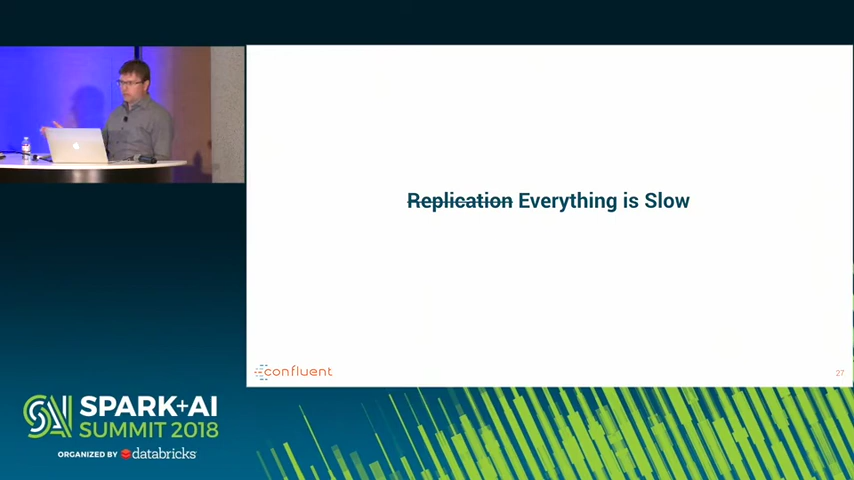 Replication Everything is Slow
confluent
27
SPARK+AI
SUMMIT 2018
ORGANIZED BY databricks